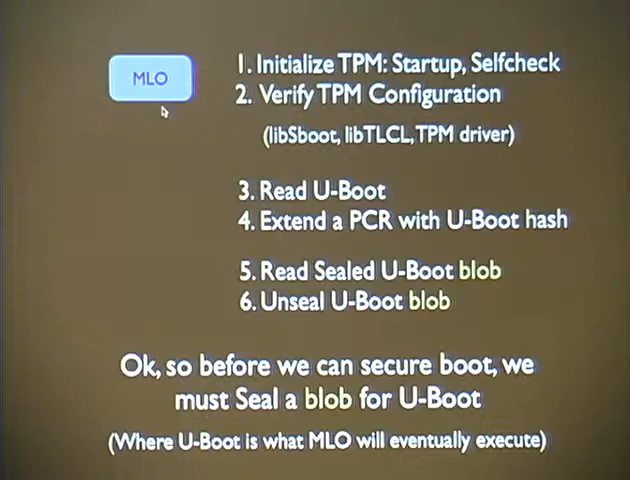 MLO
1. Initialize TPM: Startup, Selfcheck
2. Verify TPM Configuration
(libSboot, libTLCL, TPM driver)
3. Read U-Boot
4. Extend a PCR with U-Boot hash
5. Read Sealed U-Boot blob
6. Unseal U-Boot blob
Ok, so before we can secure boot, we
must Seal a blob for U-Boot
(Where U-Boot is what MLO will eventually execute)